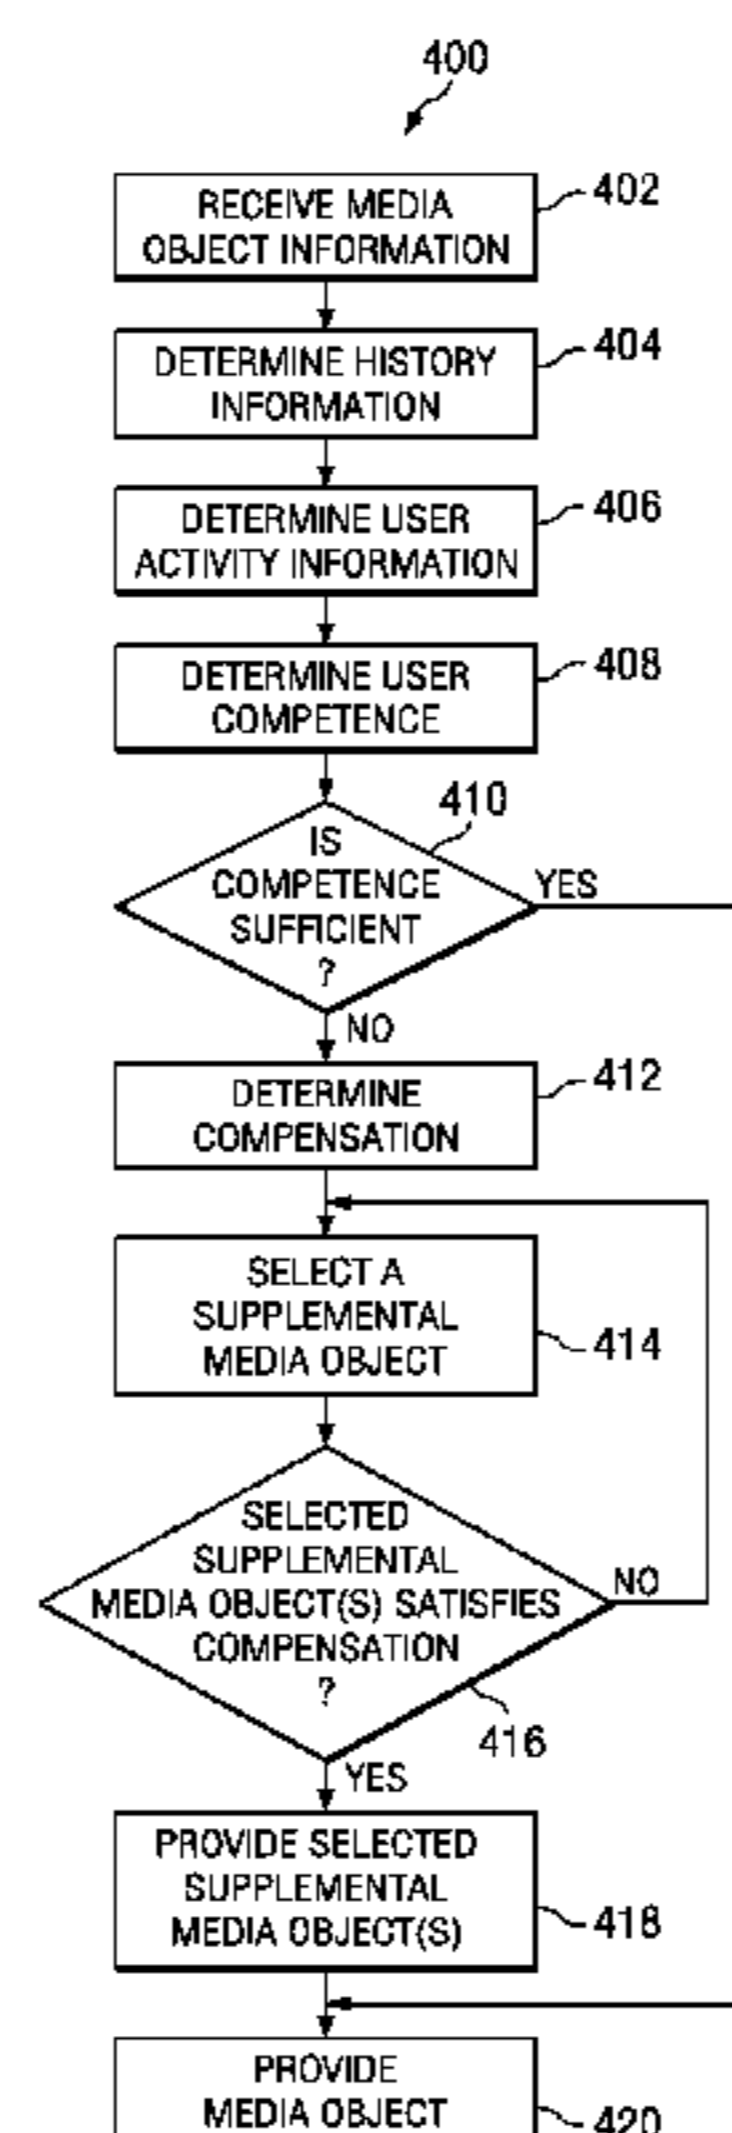 400
RECEIVE MEDIA
OBJECT INFORMATION
402
DETERMINE HISTORY
INFORMATION
404
DETERMINE USER
ACTIVITY INFORMATION
406
DETERMINE USER
COMPETENCE
408
410
IS
COMPETENCE
SUFFICIENT
?
YES
NO
DETERMINE
COMPENSATION
412
SELECT A
SUPPLEMENTAL
MEDIA OBJECT
414
SELECTED
SUPPLEMENTAL
MEDIA OBJECT(S) SATISFIES
COMPENSATION
?
NO
416
YES
PROVIDE SELECTED
SUPPLEMENTAL
MEDIA OBJECT(S)
418
PROVIDE
MEDIA OBJECT
420